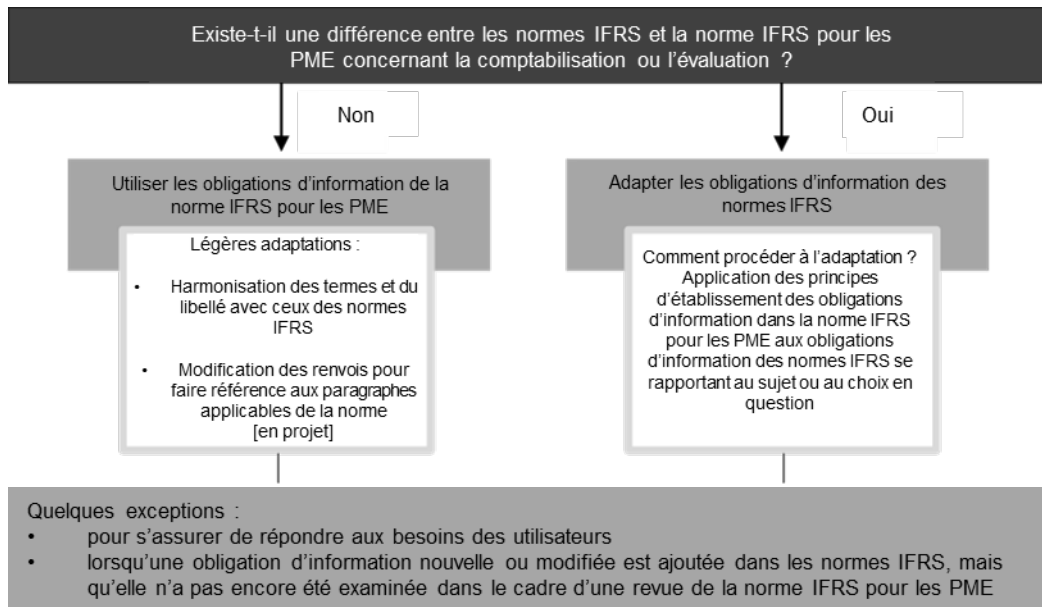 Existe-t-il une différence entre les normes IFRS et la norme IFRS pour les
PME concernant la comptabilisation ou l'évaluation ?
Non
Oui
Utiliser les obligations d'information de la
norme IFRS pour les PME
Légères adaptations :
• Harmonisation des termes et du
libellé avec ceux des normes
IFRS
• Modification des renvois pour
faire référence aux paragraphes
applicables de la norme
[en projet]
Adapter les obligations d'information des
normes IFRS
Comment procéder à l'adaptation ?
Application des principes
d'établissement des obligations
d'information dans la norme IFRS
pour les PME aux obligations
d'information des normes IFRS se
rapportant au sujet ou au choix en
question
Quelques exceptions :
• pour s'assurer de répondre aux besoins des utilisateurs
• lorsqu'une obligation d'information nouvelle ou modifiée est ajoutée dans les normes IFRS, mais
qu'elle n'a pas encore été examinée dans le cadre d'une revue de la norme IFRS pour les PME